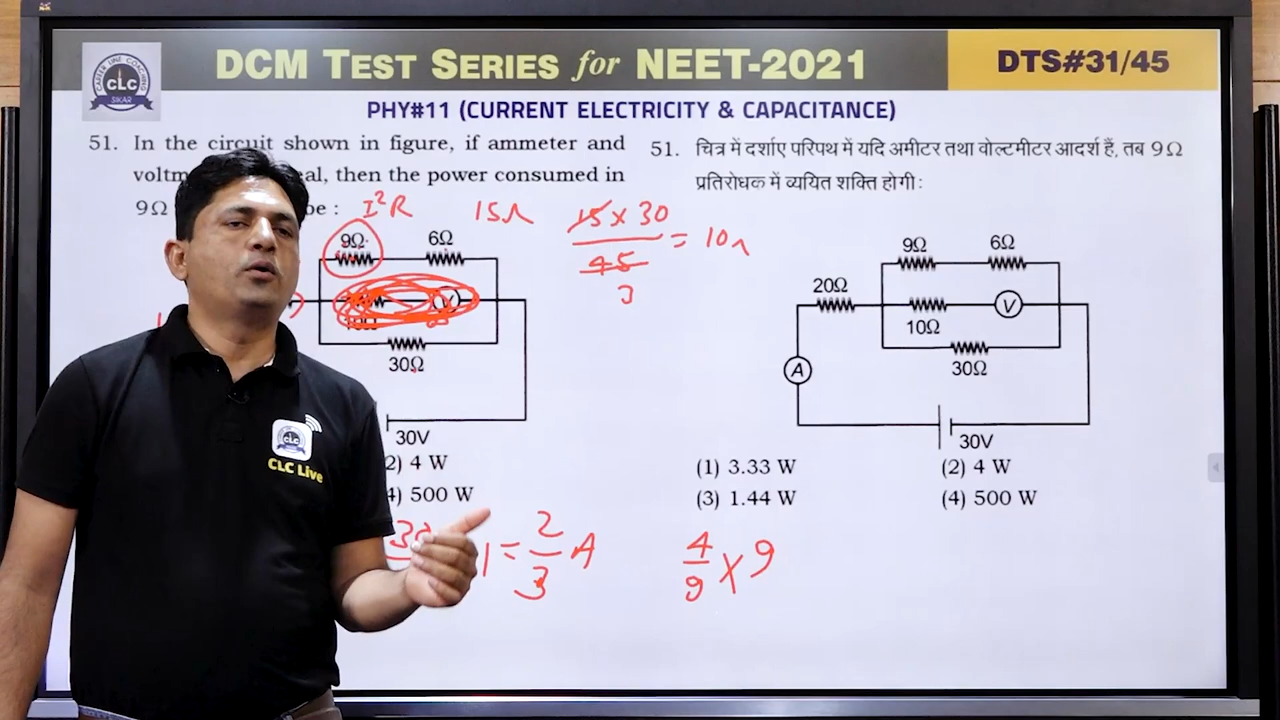 DCM TEST SERIES for NEET-2021
DTS#31/45
CAREER LINE COACHING
CLC
SIKAR
PHY#11 (CURRENT ELECTRICITY & CAPACITANCE)
51. In the circuit shown in figure, if ammeter and
then the power consumed in
9Ω
I²R
15Ω
15 x 30
45
3
= 10Ω
9Ω
6Ω
30Ω
30V
2) 4 W
4) 500 W
= 2/3 A
4/9 x 9
51. चित्र में दर्शाए परिपथ में यदि अमीटर तथा वोल्टमीटर आदर्श हैं, तब 9Ω
प्रतिरोधक में व्ययित शक्ति होगी:
9Ω
6Ω
20Ω
10Ω
V
30Ω
A
30V
(1) 3.33 W
(2) 4 W
(3) 1.44 W
(4) 500 W
CLC
CLC Live